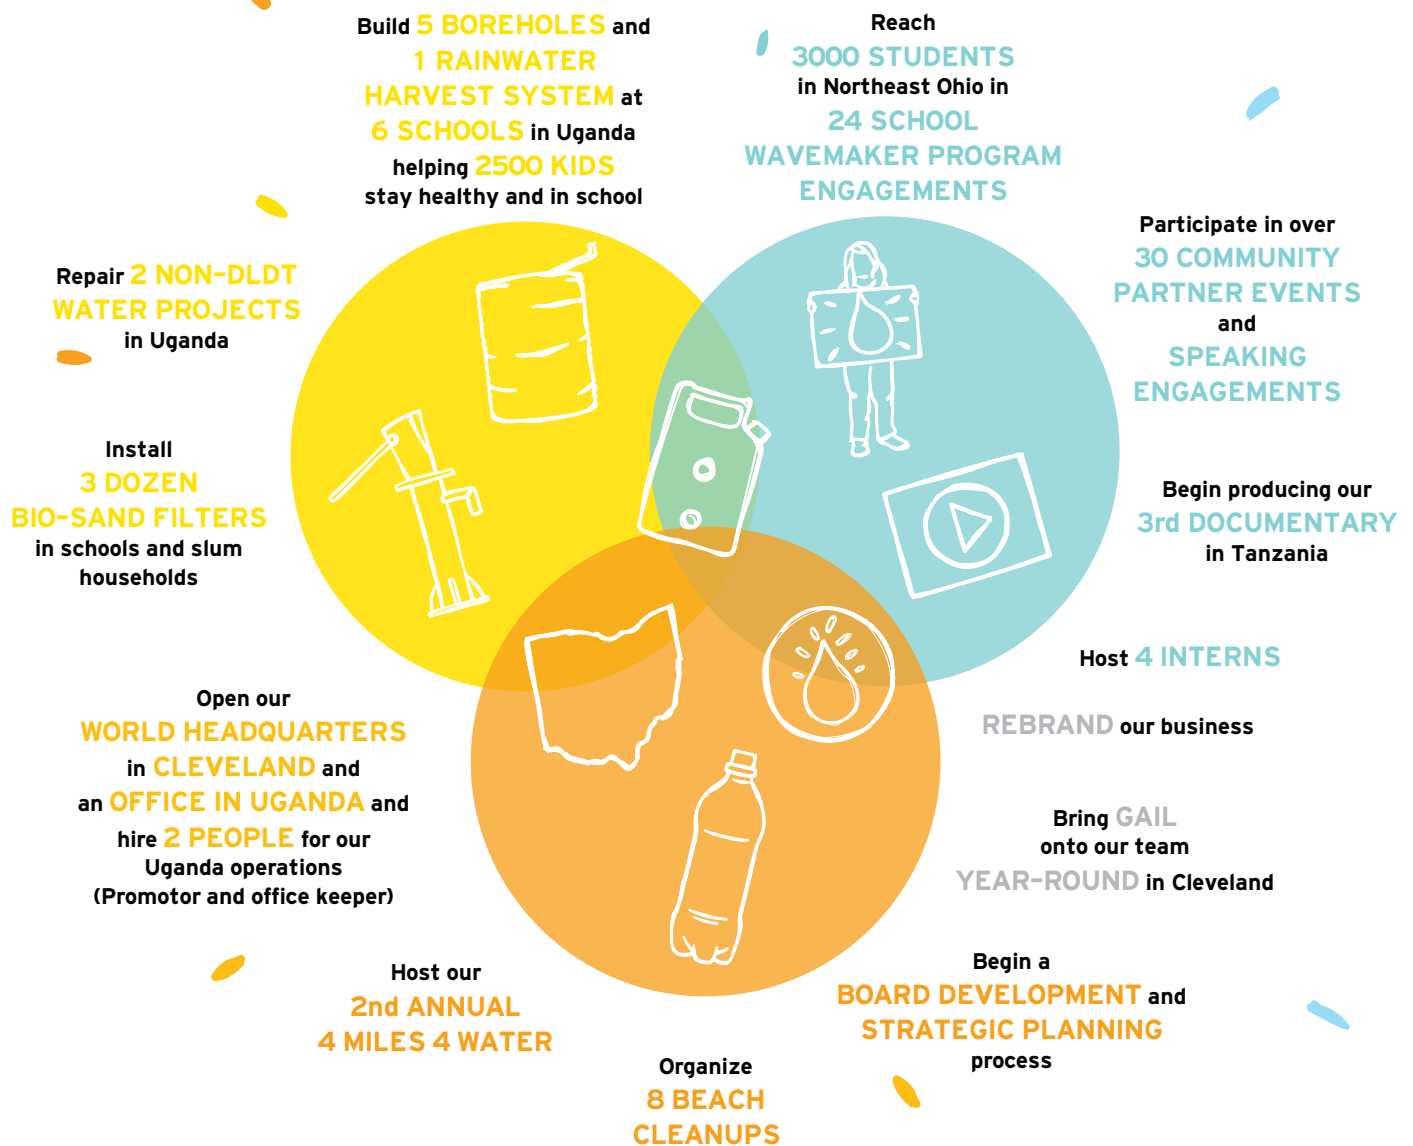 Build 5 BOREHOLES and
1 RAINWATER
HARVEST SYSTEM at
6 SCHOOLS in Uganda
helping 2500 KIDS
stay healthy and in school
Reach
3000 STUDENTS
in Northeast Ohio in
24 SCHOOL
WAVEMAKER PROGRAM
ENGAGEMENTS
Repair 2 NON-DLDT
WATER PROJECTS
in Uganda
Participate in over
30 COMMUNITY
PARTNER EVENTS
and
SPEAKING
ENGAGEMENTS
Install
3 DOZEN
BIO-SAND FILTERS
in schools and slum
households
Begin producing our
3rd DOCUMENTARY
in Tanzania
Host 4 INTERNS
REBRAND our business
Open our
WORLD HEADQUARTERS
in CLEVELAND and
an OFFICE IN UGANDA and
hire 2 PEOPLE for our
Uganda operations
(Promotor and office keeper)
Bring GAIL
onto our team
YEAR-ROUND in Cleveland
Host our
2nd ANNUAL
4 MILES 4 WATER
Begin a
BOARD DEVELOPMENT and
STRATEGIC PLANNING
process
Organize
8 BEACH
CLEANUPS